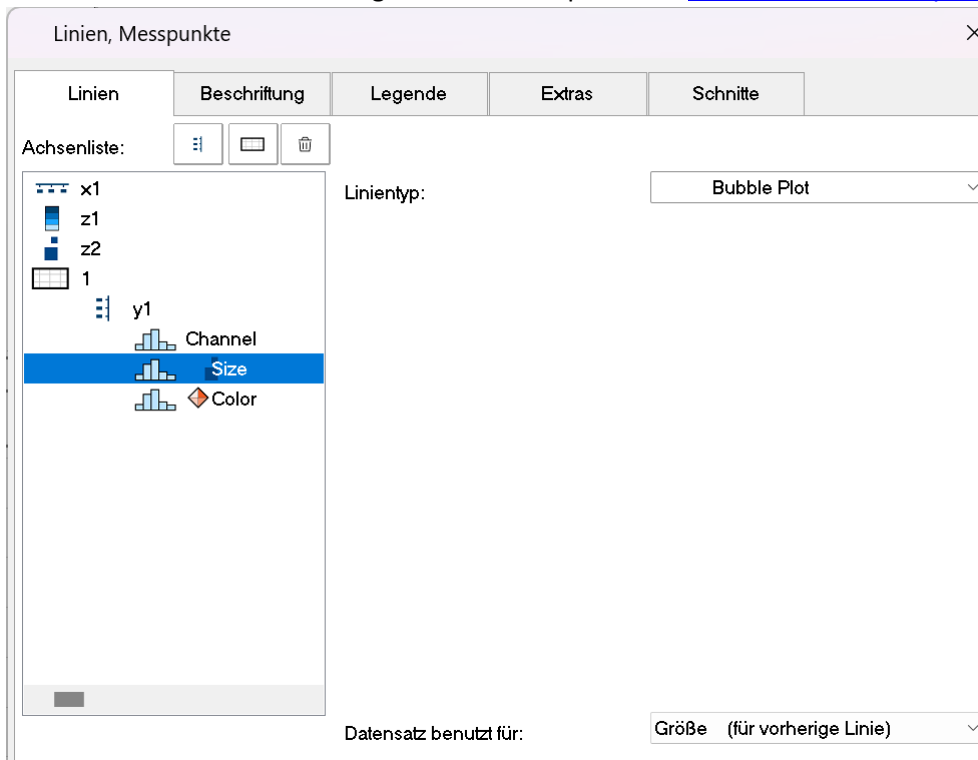 Linien, Messpunkte
Linien Beschriftung Legende Extras Schnitte
Achsenliste:
x1
z1
z2
1
y1
Channel
Size
Color
Linientyp: Bubble Plot
Datensatz benutzt für: Größe (für vorherige Linie)